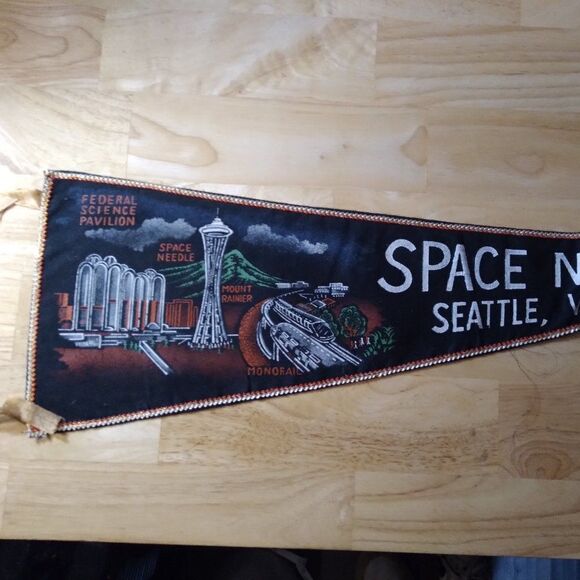 FEDERAL
SCIENCE
PAVILION
SPACE
NEEDLE
MOUNT
RAINIER
MONORAIL
SPACE N
SEATTLE, W